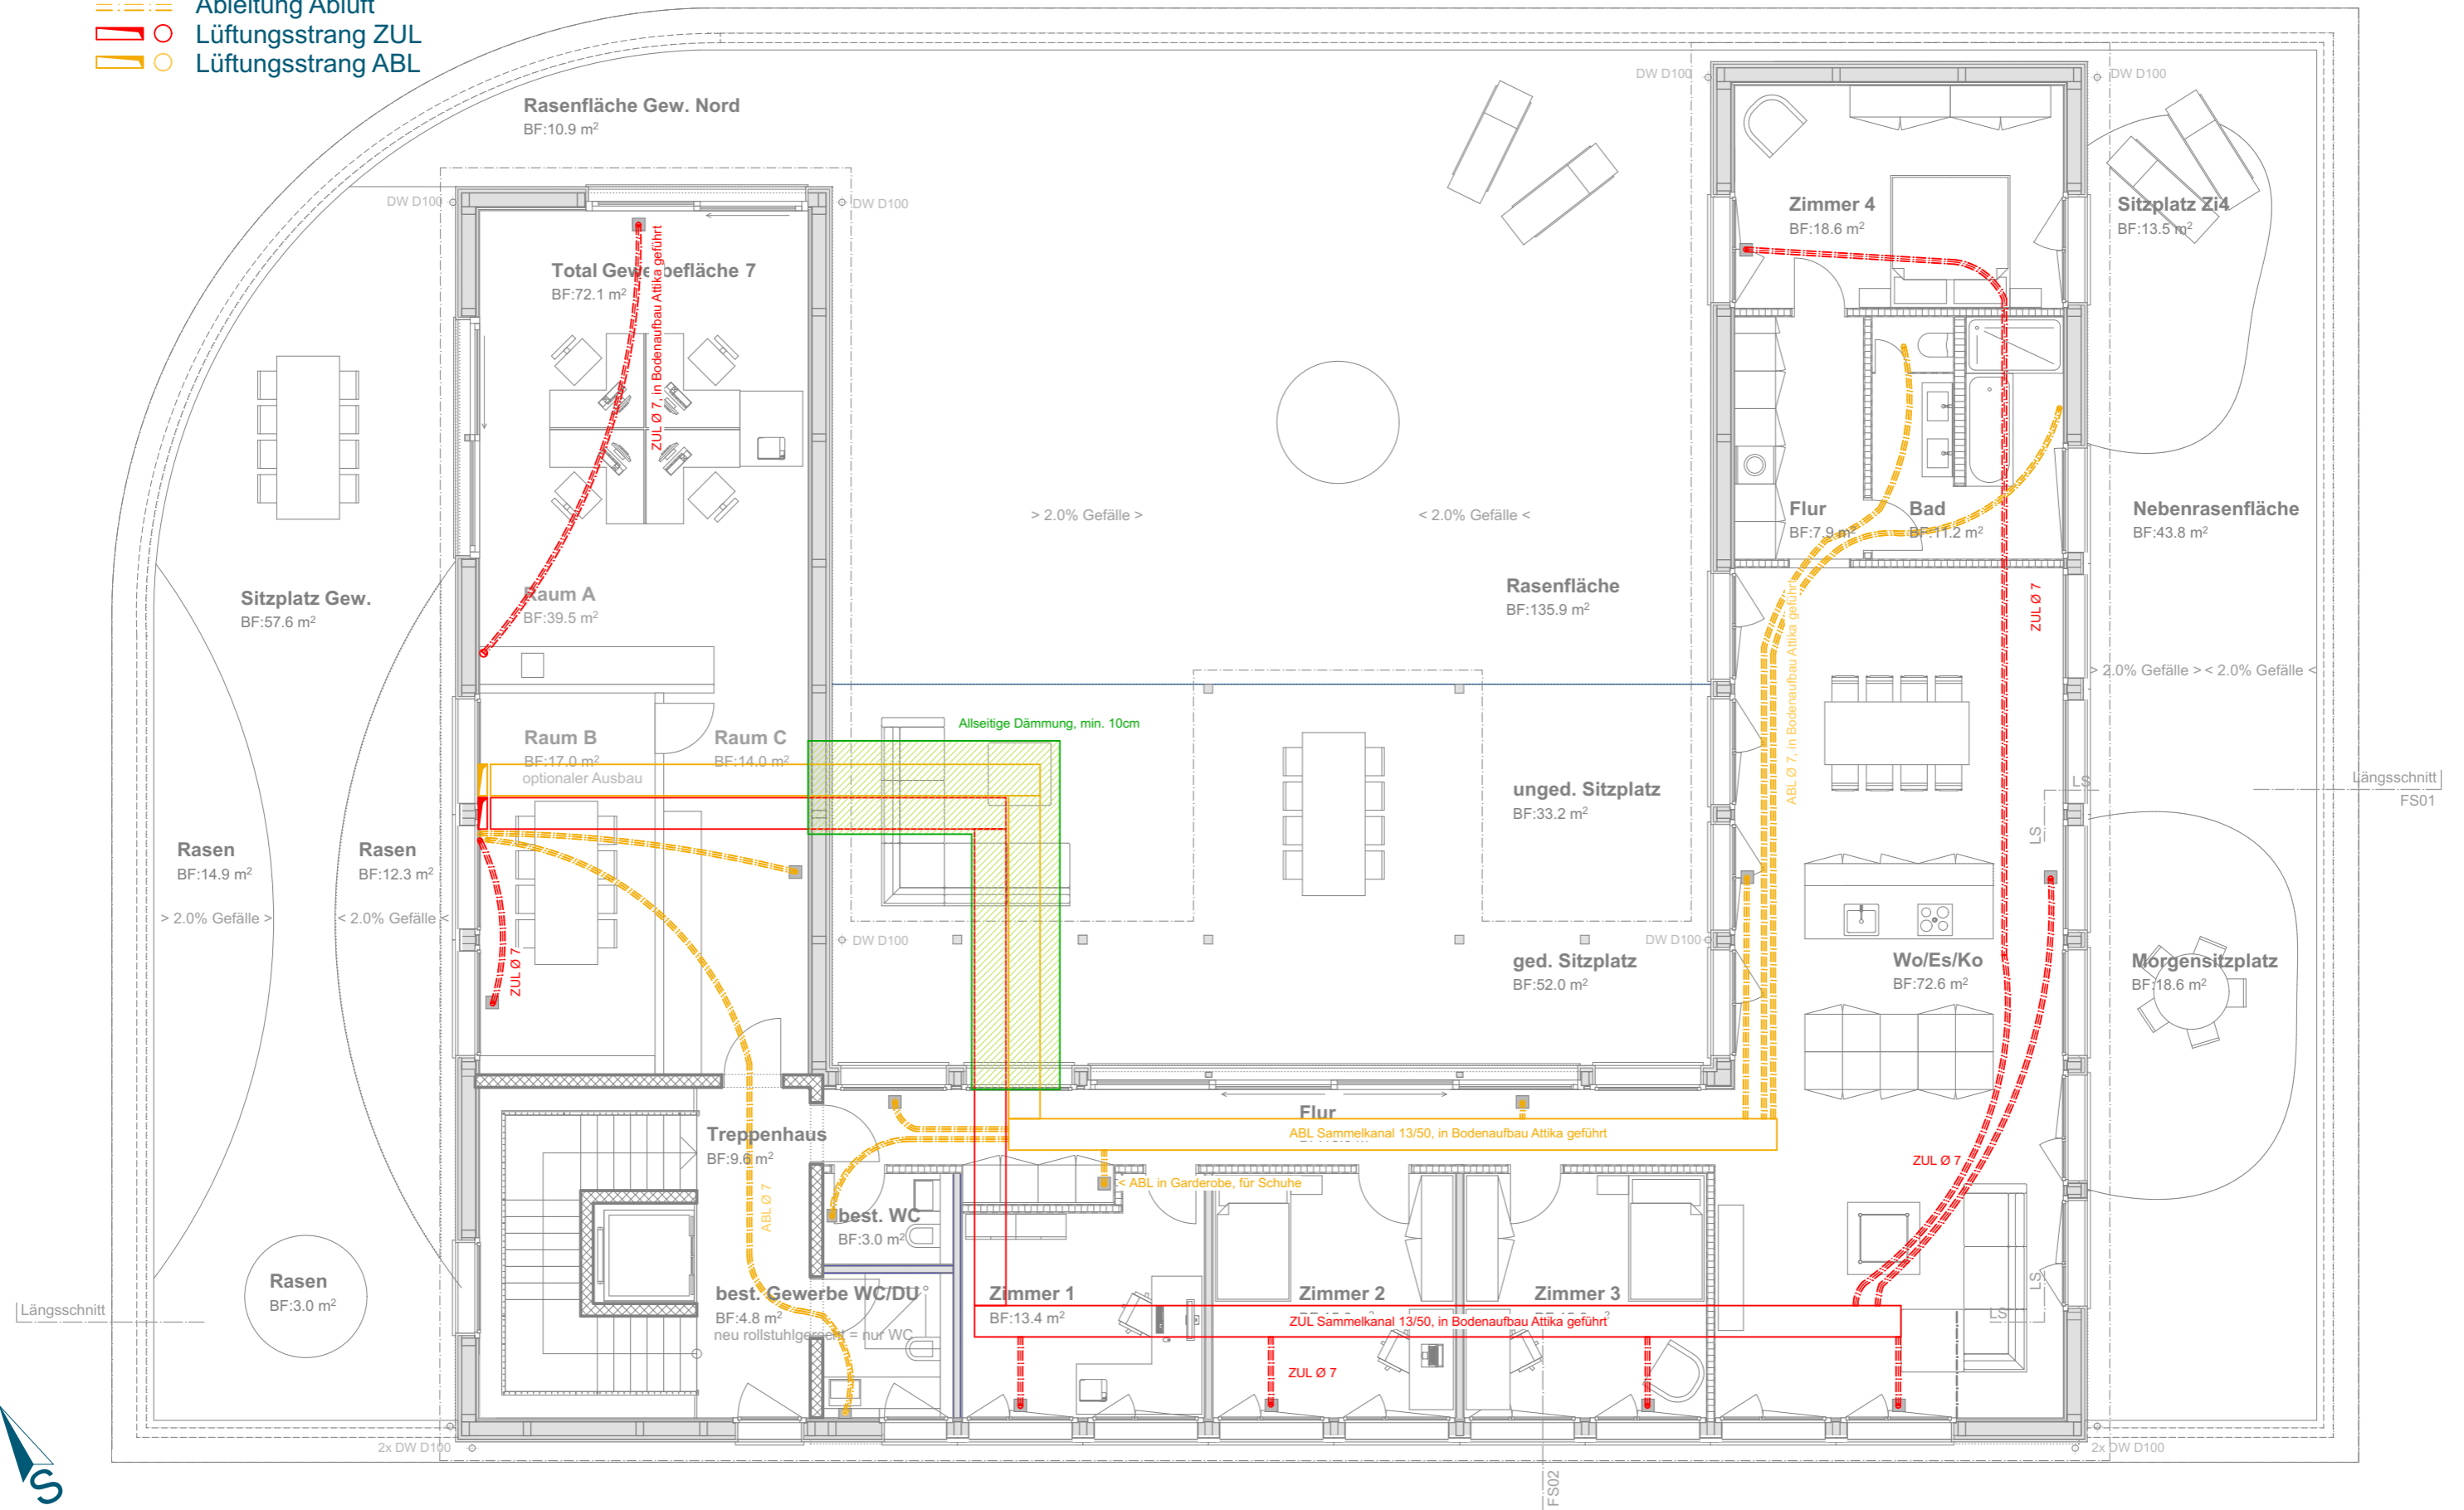 Ableitung Abluft
Lüftungsstrang ZUL
Lüftungsstrang ABL
Rasenfläche Gew. Nord
BF:10.9 m²
DW D100
DW D100
DW D100
DW D100
Zimmer 4
BF:18.6 m²
Sitzplatz Zi4
BF:13.5 m²
Total Gewerbefläche 7
BF:72.1 m²
ZUL Ø 7, in Bodenaufbau Attika geführt
> 2.0% Gefälle >
< 2.0% Gefälle <
Flur
BF:7.9 m²
Bad
BF:11.2 m²
Nebenrasenfläche
BF:43.8 m²
Sitzplatz Gew.
BF:57.6 m²
Raum A
BF:39.5 m²
Rasenfläche
BF:135.9 m²
ABL Ø 7, in Bodenaufbau Attika geführt
ZUL Ø 7
> 2.0% Gefälle >
< 2.0% Gefälle <
Allseitige Dämmung, min. 10cm
Raum B
BF:17.0 m²
optionaler Ausbau
Raum C
BF:14.0 m²
unged. Sitzplatz
BF:33.2 m²
LS
LS
Längsschnitt
FS01
Rasen
BF:14.9 m²
Rasen
BF:12.3 m²
> 2.0% Gefälle >
< 2.0% Gefälle <
ZUL Ø 7
DW D100
DW D100
ged. Sitzplatz
BF:52.0 m²
Wo/Es/Ko
BF:72.6 m²
Morgensitzplatz
BF:18.6 m²
Treppenhaus
BF:9.6 m²
Flur
ABL Sammelkanal 13/50, in Bodenaufbau Attika geführt
ZUL Ø 7
ABL Ø 7
< ABL in Garderobe, für Schuhe
best. WC
BF:3.0 m²
Rasen
BF:3.0 m²
Längsschnitt
best. Gewerbe WC/DU
BF:4.8 m²
neu rollstuhlgerecht = nur WC
Zimmer 1
BF:13.4 m²
Zimmer 2
Zimmer 3
ZUL Sammelkanal 13/50, in Bodenaufbau Attika geführt
LS
LS
ZUL Ø 7
2x DW D100
2x DW D100
FS02
S